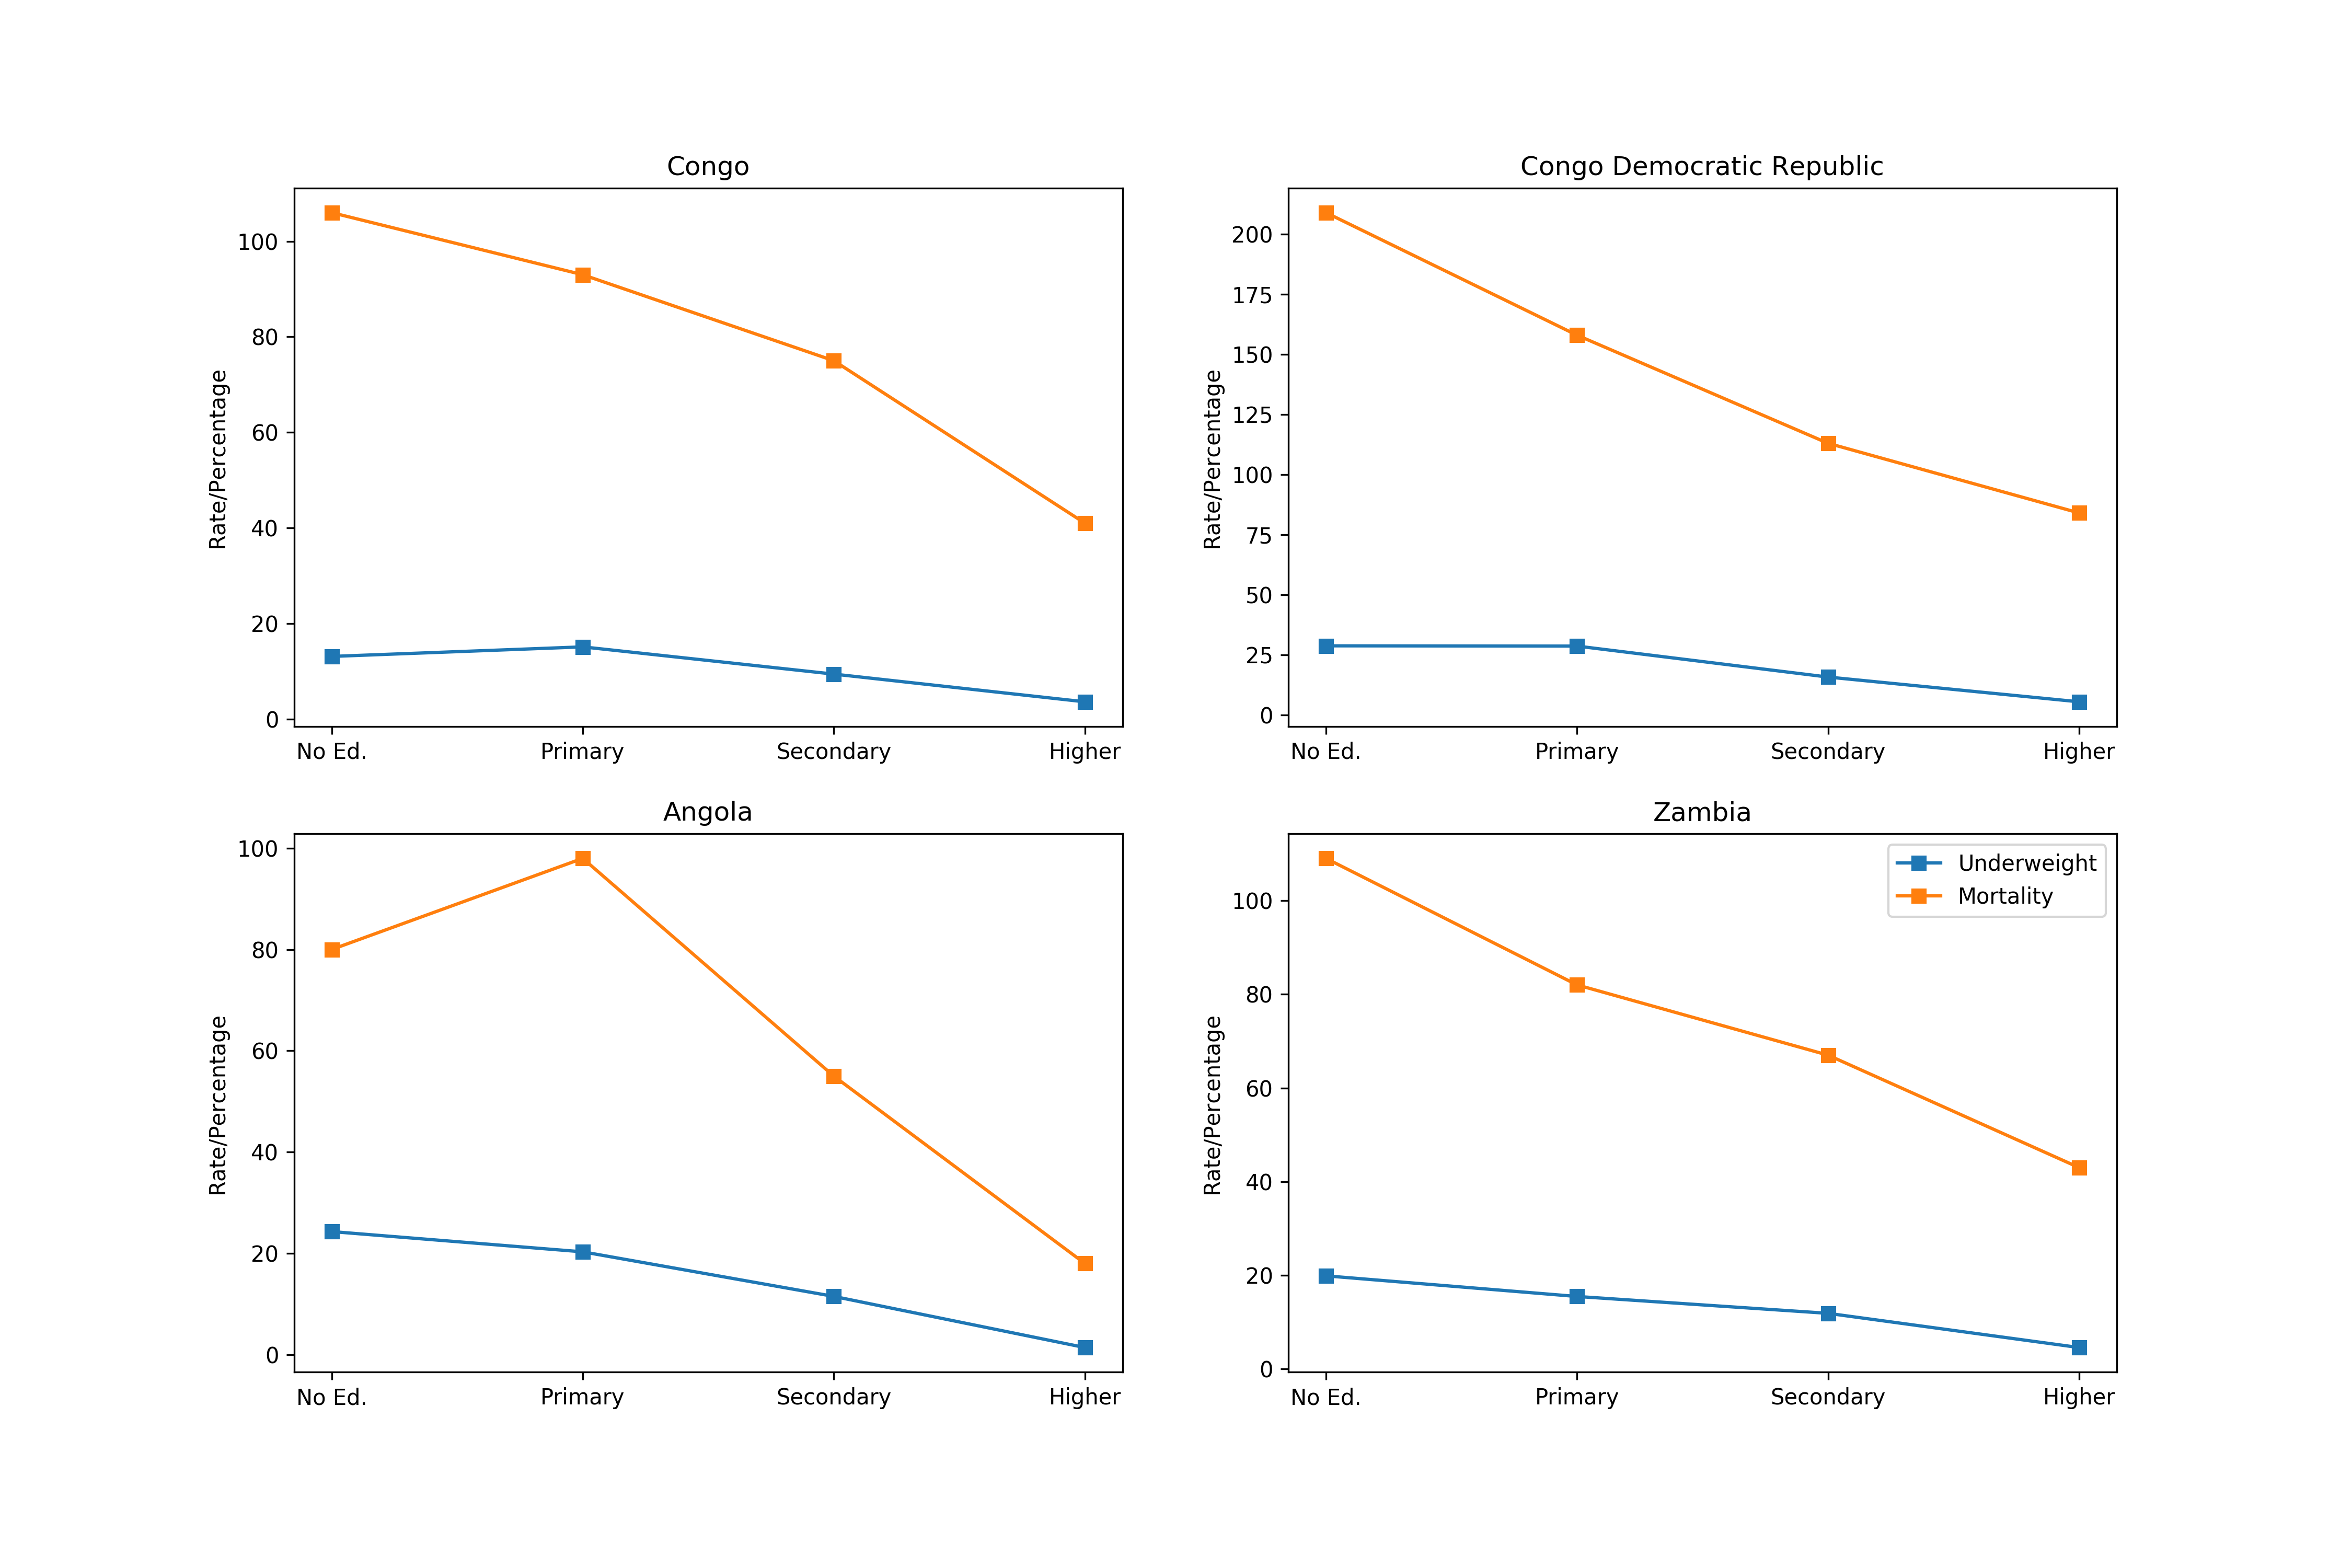 Congo
Rate/Percentage
100
80
60
40
20
0
No Ed. Primary Secondary Higher
Congo Democratic Republic
Rate/Percentage
200
175
150
125
100
75
50
25
0
No Ed. Primary Secondary Higher
Angola
Rate/Percentage
100
80
60
40
20
0
No Ed. Primary Secondary Higher
Zambia
Rate/Percentage
100
80
60
40
20
0
Underweight
Mortality
No Ed. Primary Secondary Higher